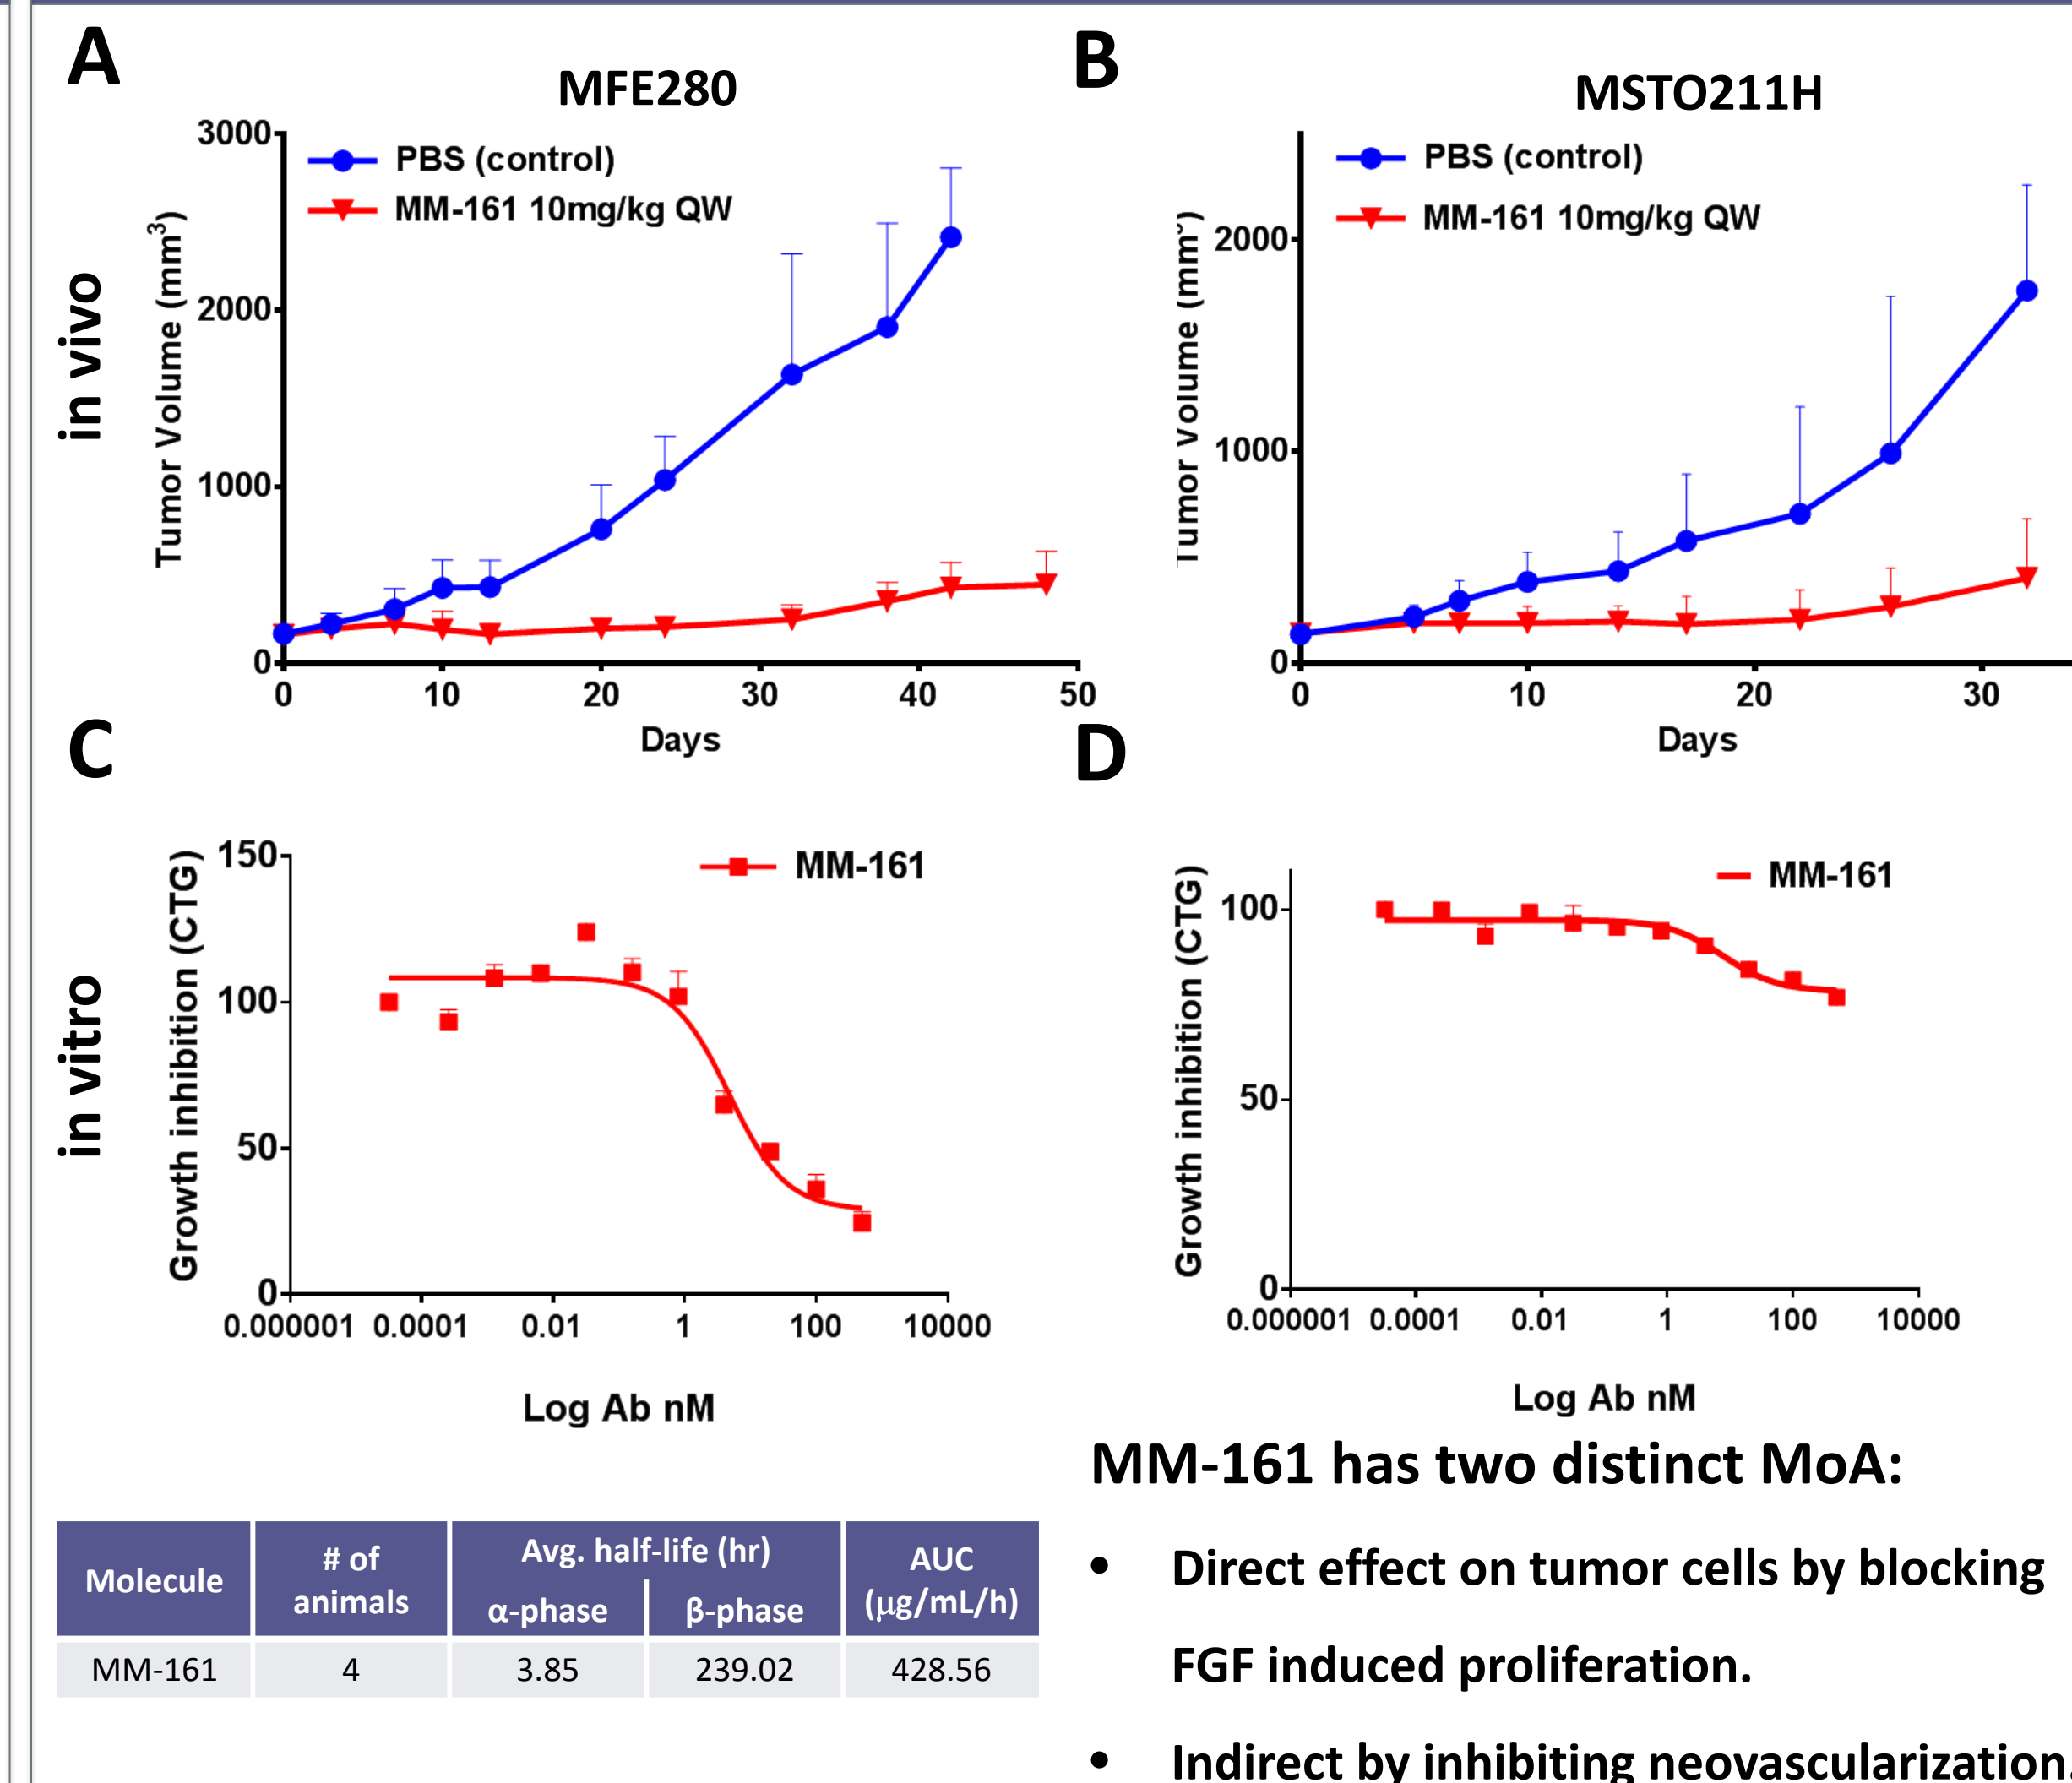 A
MFE280
PBS (control)
MM-161 10mg/kg QW
Tumor Volume (mm³)
3000
2000
1000
0
0 10 20 30 40 50
Days
in vivo
B
MSTO211H
PBS (control)
MM-161 10mg/kg QW
Tumor Volume (mm³)
2000
1000
0
0 10 20 30
Days
in vitro
C
MM-161
Growth inhibition (CTG)
150
100
50
0
0.000001 0.0001 0.01 1 100 10000
Log Ab nM
D
MM-161
Growth inhibition (CTG)
100
50
0
0.000001 0.0001 0.01 1 100 10000
Log Ab nM
Molecule # of animals Avg. half-life (hr) AUC (µg/mL/h)
α-phase β-phase
MM-161 4 3.85 239.02 428.56
MM-161 has two distinct MoA:
• Direct effect on tumor cells by blocking
FGF induced proliferation.
• Indirect by inhibiting neovascularization